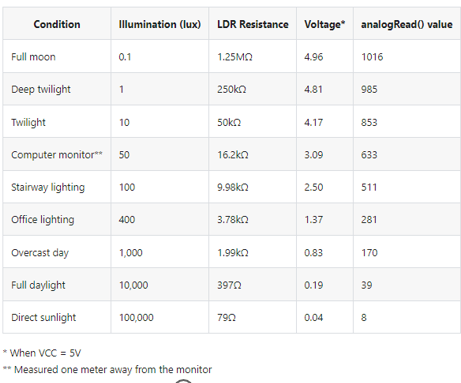 Condition Illumination (lux) LDR Resistance Voltage* analogRead() value
Full moon 0.1 1.25MΩ 4.96 1016
Deep twilight 1 250kΩ 4.81 985
Twilight 10 50kΩ 4.17 853
Computer monitor** 50 16.2kΩ 3.09 633
Stairway lighting 100 9.98kΩ 2.50 511
Office lighting 400 3.78kΩ 1.37 281
Overcast day 1,000 1.99kΩ 0.83 170
Full daylight 10,000 397Ω 0.19 39
Direct sunlight 100,000 79Ω 0.04 8
* When VCC = 5V
** Measured one meter away from the monitor